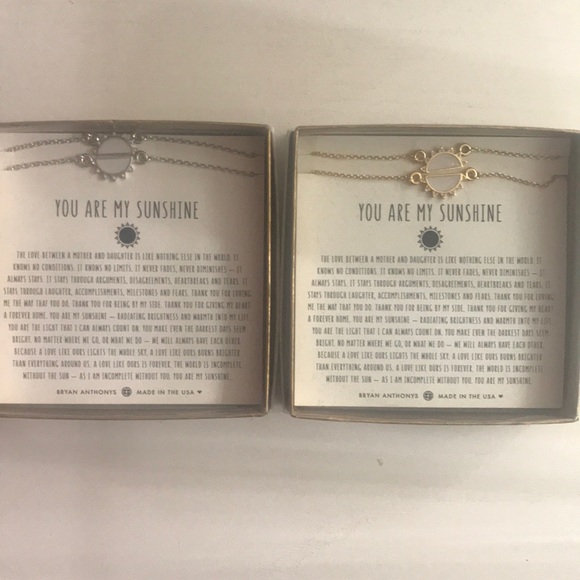 YOU ARE MY SUNSHINE
THE LOVE BETWEEN A MOTHER AND DAUGHTER IS LIKE NOTHING ELSE IN THE WORLD. IT
KNOWS NO CONDITIONS. IT KNOWS NO LIMITS. IT NEVER FADES, NEVER DIMINISHES — IT
ALWAYS STAYS. IT STAYS THROUGH ARGUMENTS, DISAGREEMENTS, HEARTBREAKS AND TEARS. IT
STAYS THROUGH LAUGHTER, ACCOMPLISHMENTS, MILESTONES AND FEARS. THANK YOU FOR LOVING
ME THE WAY THAT YOU DO. THANK YOU FOR BEING BY MY SIDE. THANK YOU FOR GIVING MY HEART
A FOREVER HOME. YOU ARE MY SUNSHINE — RADIATING BRIGHTNESS AND WARMTH INTO MY LIFE.
YOU ARE THE LIGHT THAT I CAN ALWAYS COUNT ON. YOU MAKE EVEN THE DARKEST DAYS SEEM
BRIGHT. NO MATTER WHERE WE GO, OR WHAT WE DO — WE WILL ALWAYS HAVE EACH OTHER.
BECAUSE A LOVE LIKE OURS LIGHTS THE WHOLE SKY. A LOVE LIKE OURS BURNS BRIGHTER
THAN EVERYTHING AROUND US. A LOVE LIKE OURS IS FOREVER. THE WORLD IS INCOMPLETE
WITHOUT THE SUN — AS I AM INCOMPLETE WITHOUT YOU. YOU ARE MY SUNSHINE.
BRYAN ANTHONYS MADE IN THE USA ♥
YOU ARE MY SUNSHINE
THE LOVE BETWEEN A MOTHER AND DAUGHTER IS LIKE NOTHING ELSE IN THE WORLD. IT
KNOWS NO CONDITIONS. IT KNOWS NO LIMITS. IT NEVER FADES, NEVER DIMINISHES — IT
ALWAYS STAYS. IT STAYS THROUGH ARGUMENTS, DISAGREEMENTS, HEARTBREAKS AND TEARS. IT
STAYS THROUGH LAUGHTER, ACCOMPLISHMENTS, MILESTONES AND FEARS. THANK YOU FOR LOVING
ME THE WAY THAT YOU DO. THANK YOU FOR BEING BY MY SIDE. THANK YOU FOR GIVING MY HEART
A FOREVER HOME. YOU ARE MY SUNSHINE — RADIATING BRIGHTNESS AND WARMTH INTO MY LIFE.
YOU ARE THE LIGHT THAT I CAN ALWAYS COUNT ON. YOU MAKE EVEN THE DARKEST DAYS SEEM
BRIGHT. NO MATTER WHERE WE GO, OR WHAT WE DO — WE WILL ALWAYS HAVE EACH OTHER.
BECAUSE A LOVE LIKE OURS LIGHTS THE WHOLE SKY. A LOVE LIKE OURS BURNS BRIGHTER
THAN EVERYTHING AROUND US. A LOVE LIKE OURS IS FOREVER. THE WORLD IS INCOMPLETE
WITHOUT THE SUN — AS I AM INCOMPLETE WITHOUT YOU. YOU ARE MY SUNSHINE.
BRYAN ANTHONYS MADE IN THE USA ♥